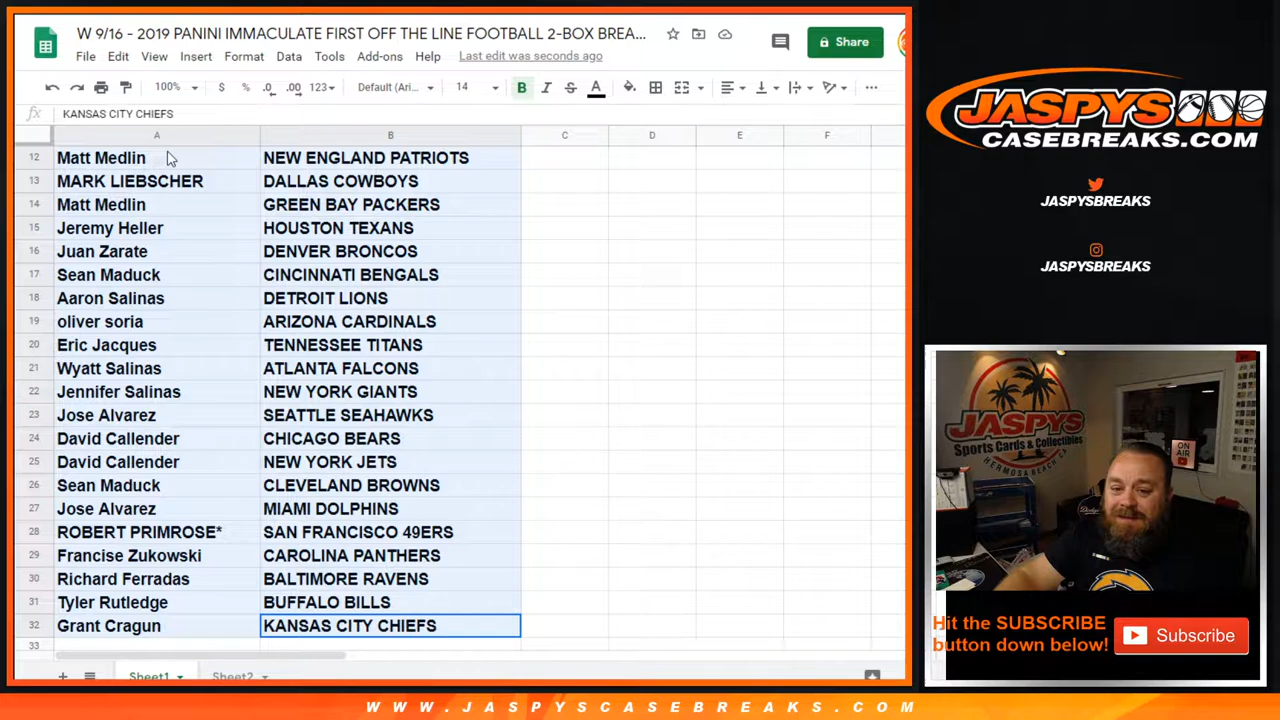 W 9/16 - 2019 PANINI IMMACULATE FIRST OFF THE LINE FOOTBALL 2-BOX BREA...
Share
File Edit View Insert Format Data Tools Add-ons Help Last edit was seconds ago
100% $ % .0 .00 123 Default (Ari... 14 B I S A
fx KANSAS CITY CHIEFS
A B C D E F
12 Matt Medlin NEW ENGLAND PATRIOTS
13 MARK LIEBSCHER DALLAS COWBOYS
14 Matt Medlin GREEN BAY PACKERS
15 Jeremy Heller HOUSTON TEXANS
16 Juan Zarate DENVER BRONCOS
17 Sean Maduck CINCINNATI BENGALS
18 Aaron Salinas DETROIT LIONS
19 oliver soria ARIZONA CARDINALS
20 Eric Jacques TENNESSEE TITANS
21 Wyatt Salinas ATLANTA FALCONS
22 Jennifer Salinas NEW YORK GIANTS
23 Jose Alvarez SEATTLE SEAHAWKS
24 David Callender CHICAGO BEARS
25 David Callender NEW YORK JETS
26 Sean Maduck CLEVELAND BROWNS
27 Jose Alvarez MIAMI DOLPHINS
28 ROBERT PRIMROSE* SAN FRANCISCO 49ERS
29 Francise Zukowski CAROLINA PANTHERS
30 Richard Ferradas BALTIMORE RAVENS
31 Tyler Rutledge BUFFALO BILLS
32 Grant Cragun KANSAS CITY CHIEFS
33
Sheet1 Sheet2
JASPYS
CASEBREAKS.COM
JASPYSBREAKS
JASPYSBREAKS
JASPYS
Sports Cards & Collectibles
HERMOSA BEACH CA
ON AIR
Hit the SUBSCRIBE
button down below!
Subscribe
WWW.JASPYSCASEBREAKS.COM